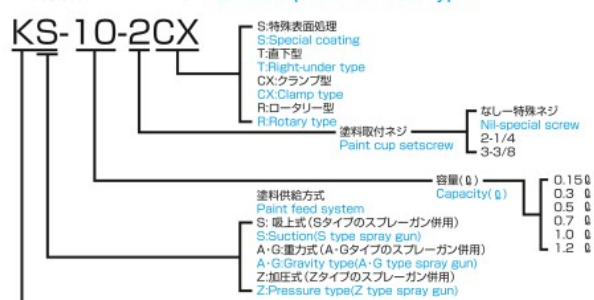 KS-10-2CX
S:特殊表面処理
S:Special coating
T:直下型
T:Right-under type
CX:クランプ型
CX:Clamp type
R:ロータリー型
R:Rotary type
塗料取付ネジ
Paint cup setscrew
なしー特殊ネジ
Nil-special screw
2-1/4
3-3/8
容量(ℓ)
Capacity(ℓ)
0.15ℓ
0.3 ℓ
0.5 ℓ
0.7 ℓ
1.0 ℓ
1.2 ℓ
塗料供給方式
Paint feed system
S: 吸上式(Sタイプのスプレーガン併用)
S:Suction(S type spray gun)
A・G:重力式(A・Gタイプのスプレーガン併用)
A・G:Gravity type(A・G type spray gun)
Z:加圧式(Zタイプのスプレーガン併用)
Z:Pressure type(Z type spray gun)